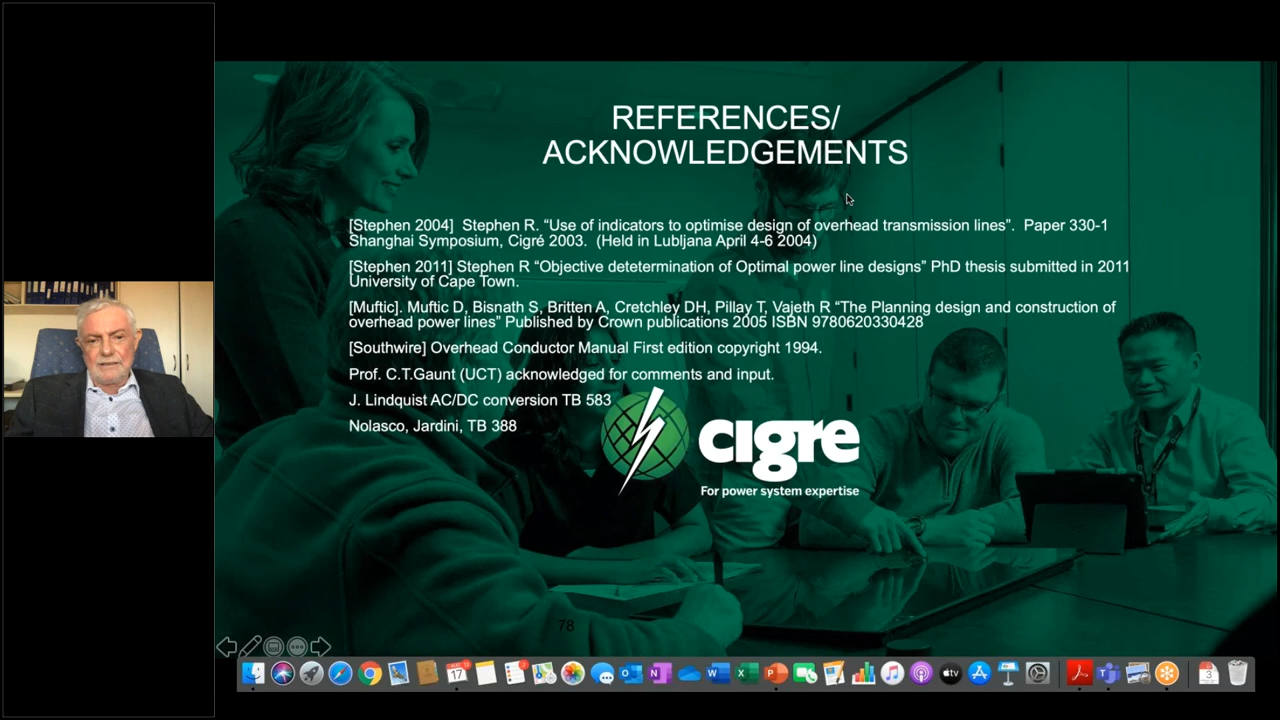 REFERENCES/
ACKNOWLEDGEMENTS
[Stephen 2004]  Stephen R. “Use of indicators to optimise design of overhead transmission lines”.  Paper 330-1
Shanghai Symposium, Cigré 2003.  (Held in Lubljana April 4-6 2004)
[Stephen 2011] Stephen R “Objective detetermination of Optimal power line designs” PhD thesis submitted in 2011
University of Cape Town.
[Muftic]. Muftic D, Bisnath S, Britten A, Cretchley DH, Pillay T, Vajeth R “The Planning design and construction of
overhead power lines” Published by Crown publications 2005 ISBN 9780620330428
[Southwire] Overhead Conductor Manual First edition copyright 1994.
Prof. C.T.Gaunt (UCT) acknowledged for comments and input.
J. Lindquist AC/DC conversion TB 583
Nolasco, Jardini, TB 388
cigre
For power system expertise
78
17
tv
3